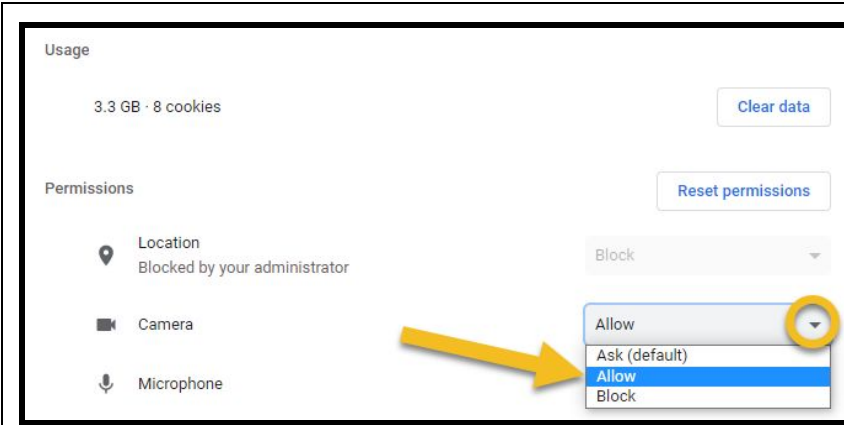 Usage
3.3 GB · 8 cookies
Clear data
Permissions
Reset permissions
Location
Blocked by your administrator
Block
Camera
Allow
Ask (default)
Allow
Block
Microphone